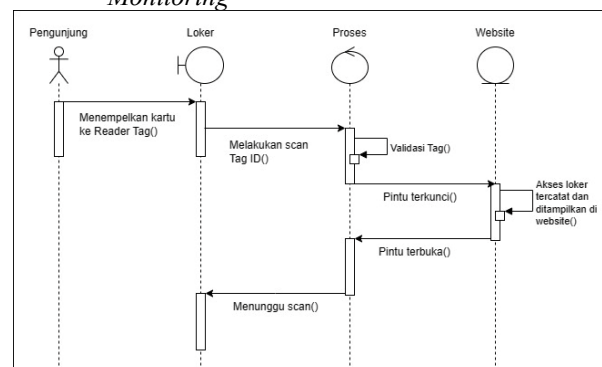 Monitoring
Pengunjung
Loker
Proses
Website
Menempelkan kartu
ke Reader Tag()
Melakukan scan
Tag ID()
Validasi Tag()
Pintu terkunci()
Akses loker
tercatat dan
ditampilkan di
website()
Pintu terbuka()
Menunggu scan()